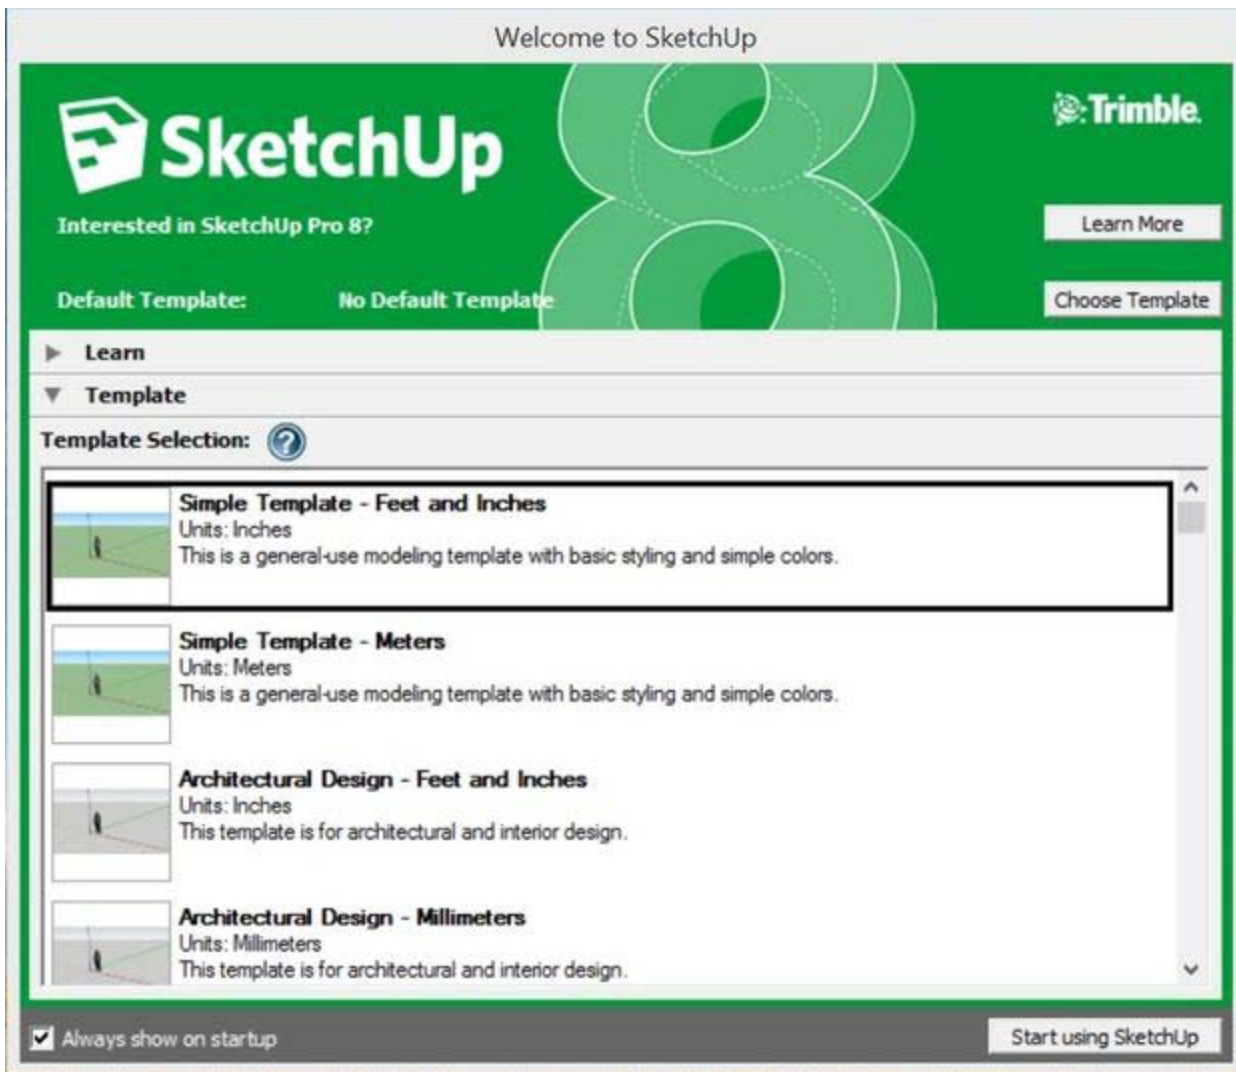 Welcome to SketchUp
SketchUp
Trimble.
Interested in SketchUp Pro 8?
Learn More
Default Template: No Default Template
Choose Template
8
Learn
Template
Template Selection: ?
Simple Template - Feet and Inches
Units: Inches
This is a general-use modeling template with basic styling and simple colors.
Simple Template - Meters
Units: Meters
This is a general-use modeling template with basic styling and simple colors.
Architectural Design - Feet and Inches
Units: Inches
This template is for architectural and interior design.
Architectural Design - Millimeters
Units: Millimeters
This template is for architectural and interior design.
Always show on startup
Start using SketchUp